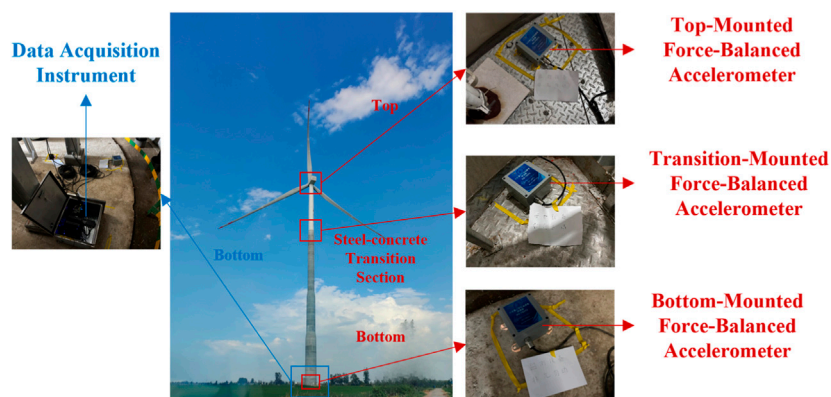 Data Acquisition
Instrument
Top
Bottom
Steel-concrete
Transition
Section
Bottom
Top-Mounted
Force-Balanced
Accelerometer
Transition-Mounted
Force-Balanced
Accelerometer
Bottom-Mounted
Force-Balanced
Accelerometer